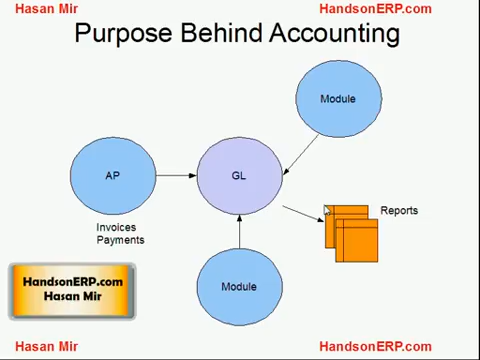 Hasan Mir HandsonERP.com
Purpose Behind Accounting
Module
AP
GL
Reports
Invoices
Payments
HandsonERP.com
Hasan Mir
Module
Hasan Mir HandsonERP.com